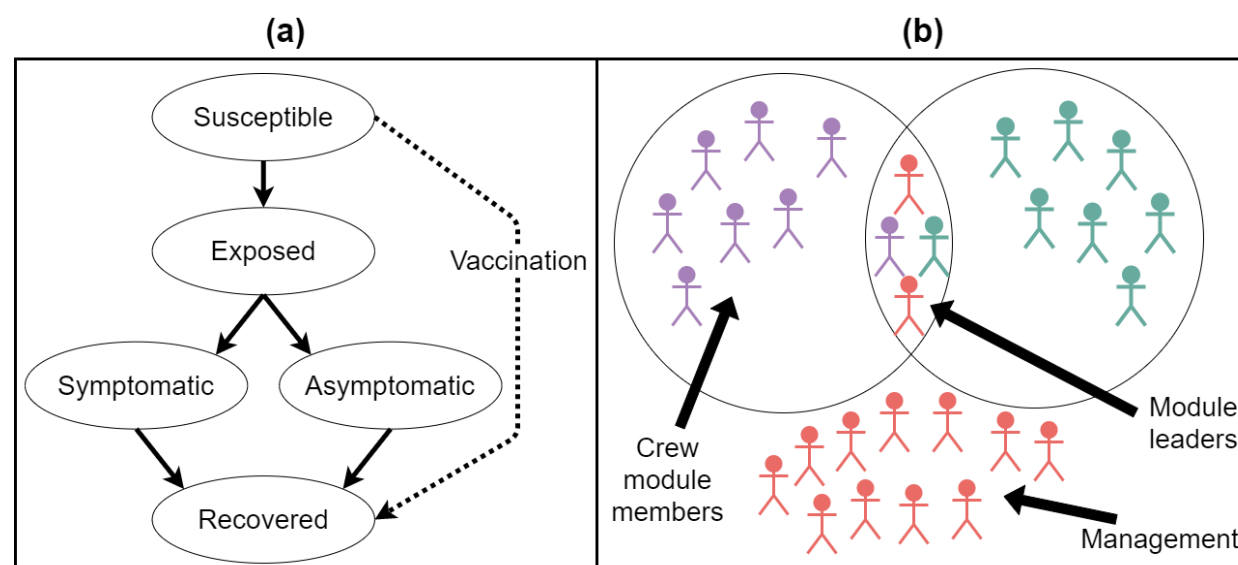 (a)
Susceptible
Exposed
Vaccination
Symptomatic
Asymptomatic
Recovered
(b)
Crew
module
members
Module
leaders
Management